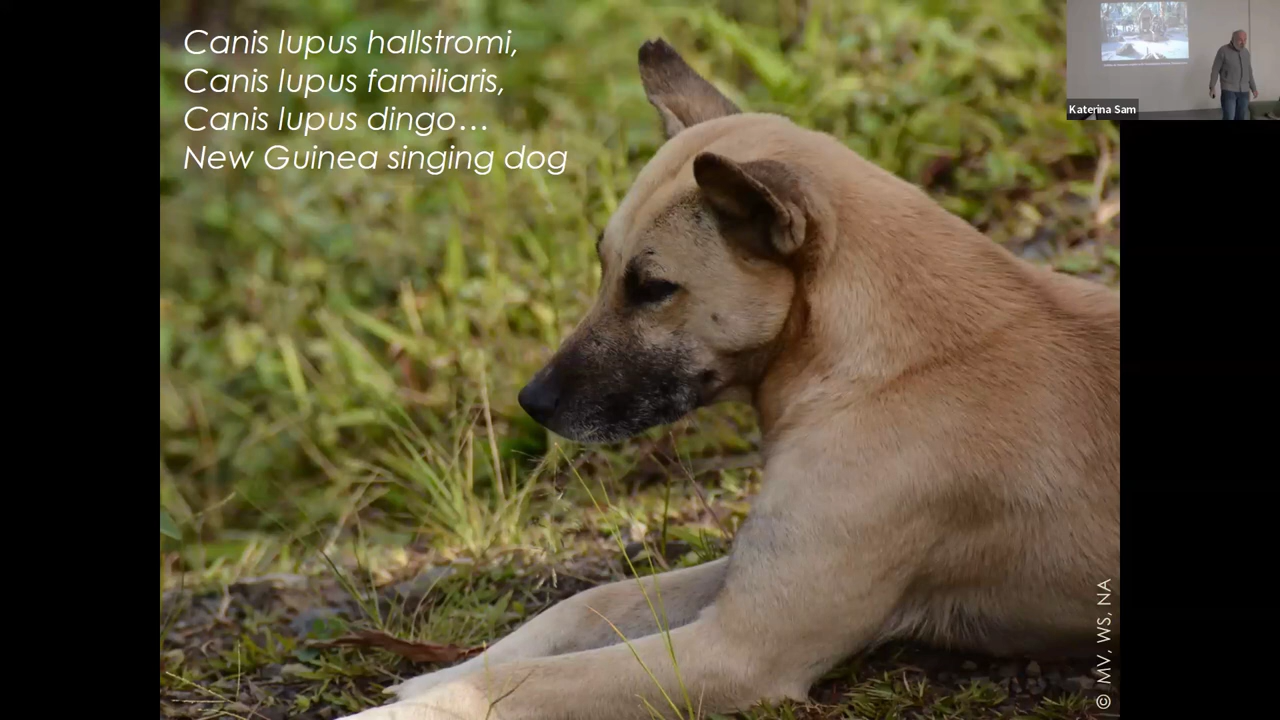 Canis lupus hallstromi,
Canis lupus familiaris,
Canis lupus dingo...
New Guinea singing dog
Katerina Sam
© MV, WS, NA